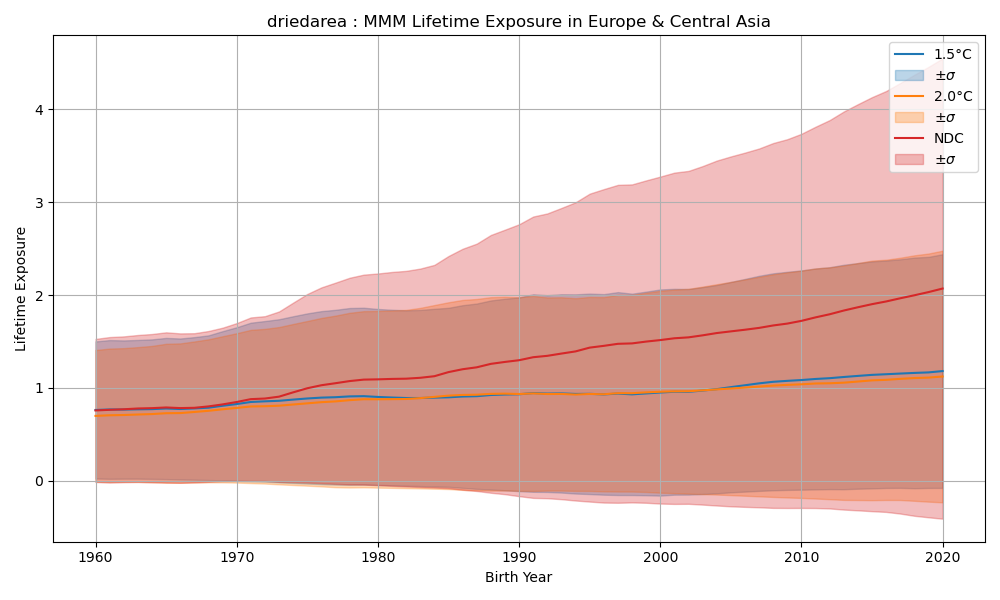 driedarea : MMM Lifetime Exposure in Europe & Central Asia
1.5°C
±σ
2.0°C
±σ
NDC
±σ
4
3
2
1
0
Lifetime Exposure
1960 1970 1980 1990 2000 2010 2020
Birth Year